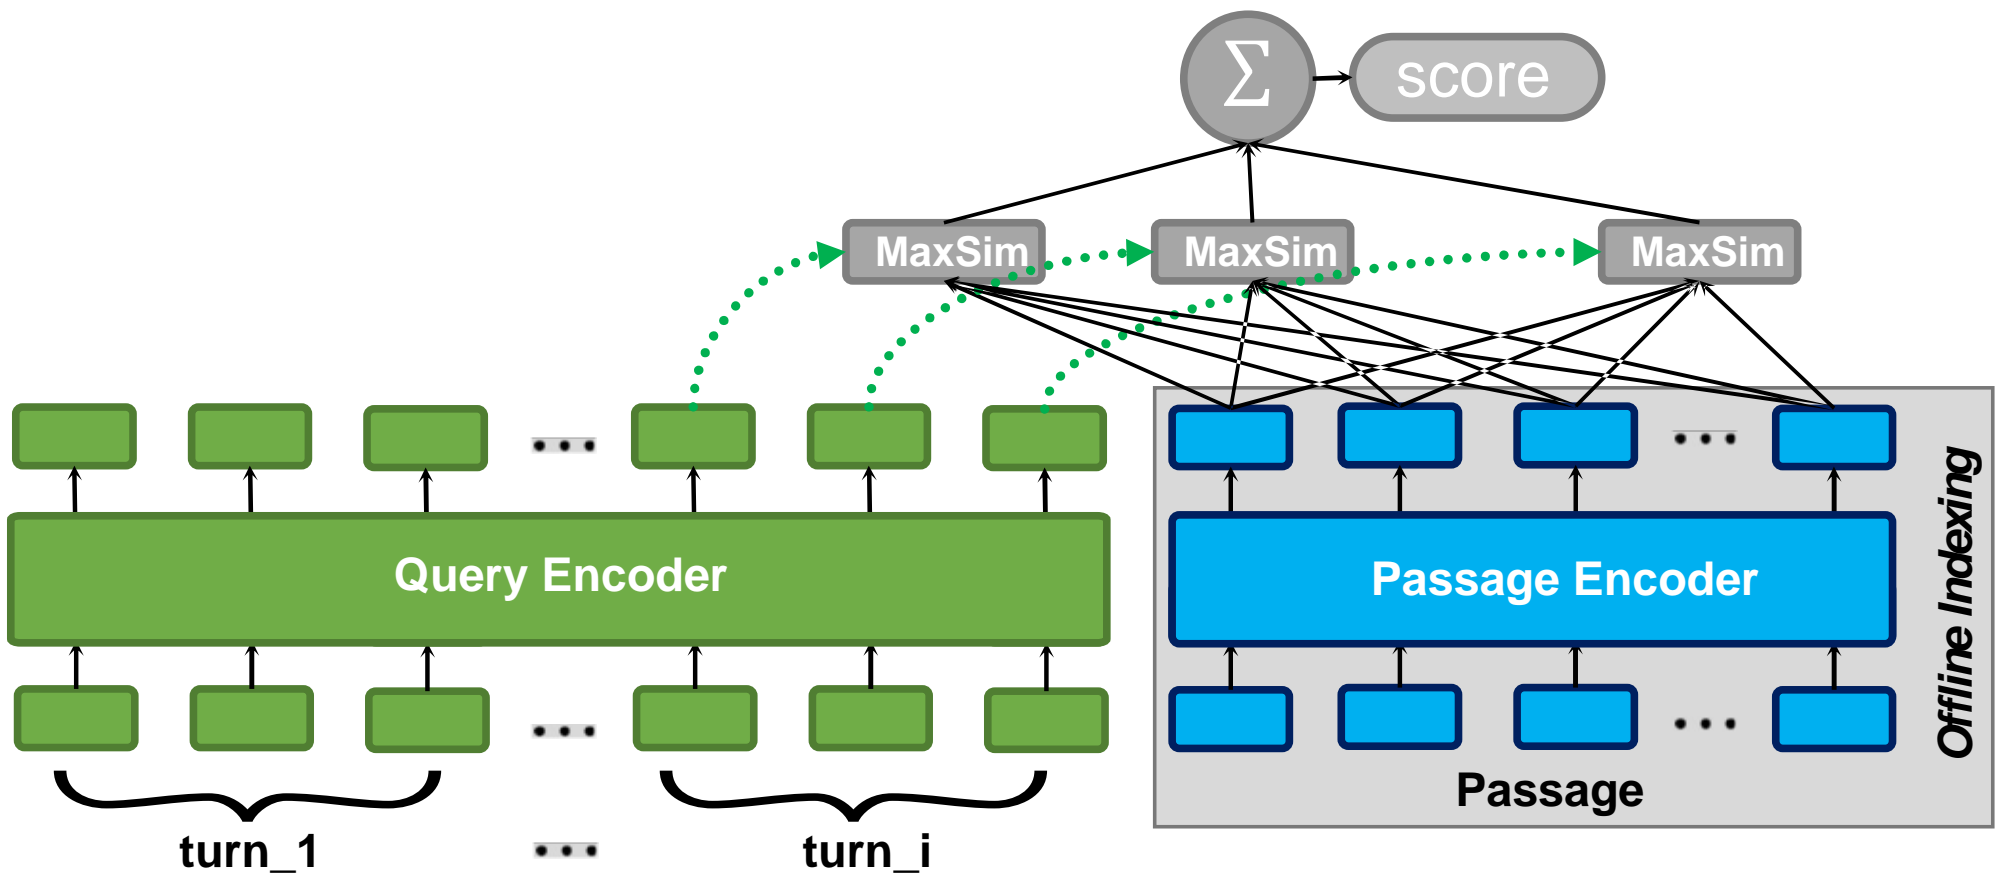 Σ
score
MaxSim
MaxSim
MaxSim
Query Encoder
Passage Encoder
Offline Indexing
Passage
turn_1
turn_i